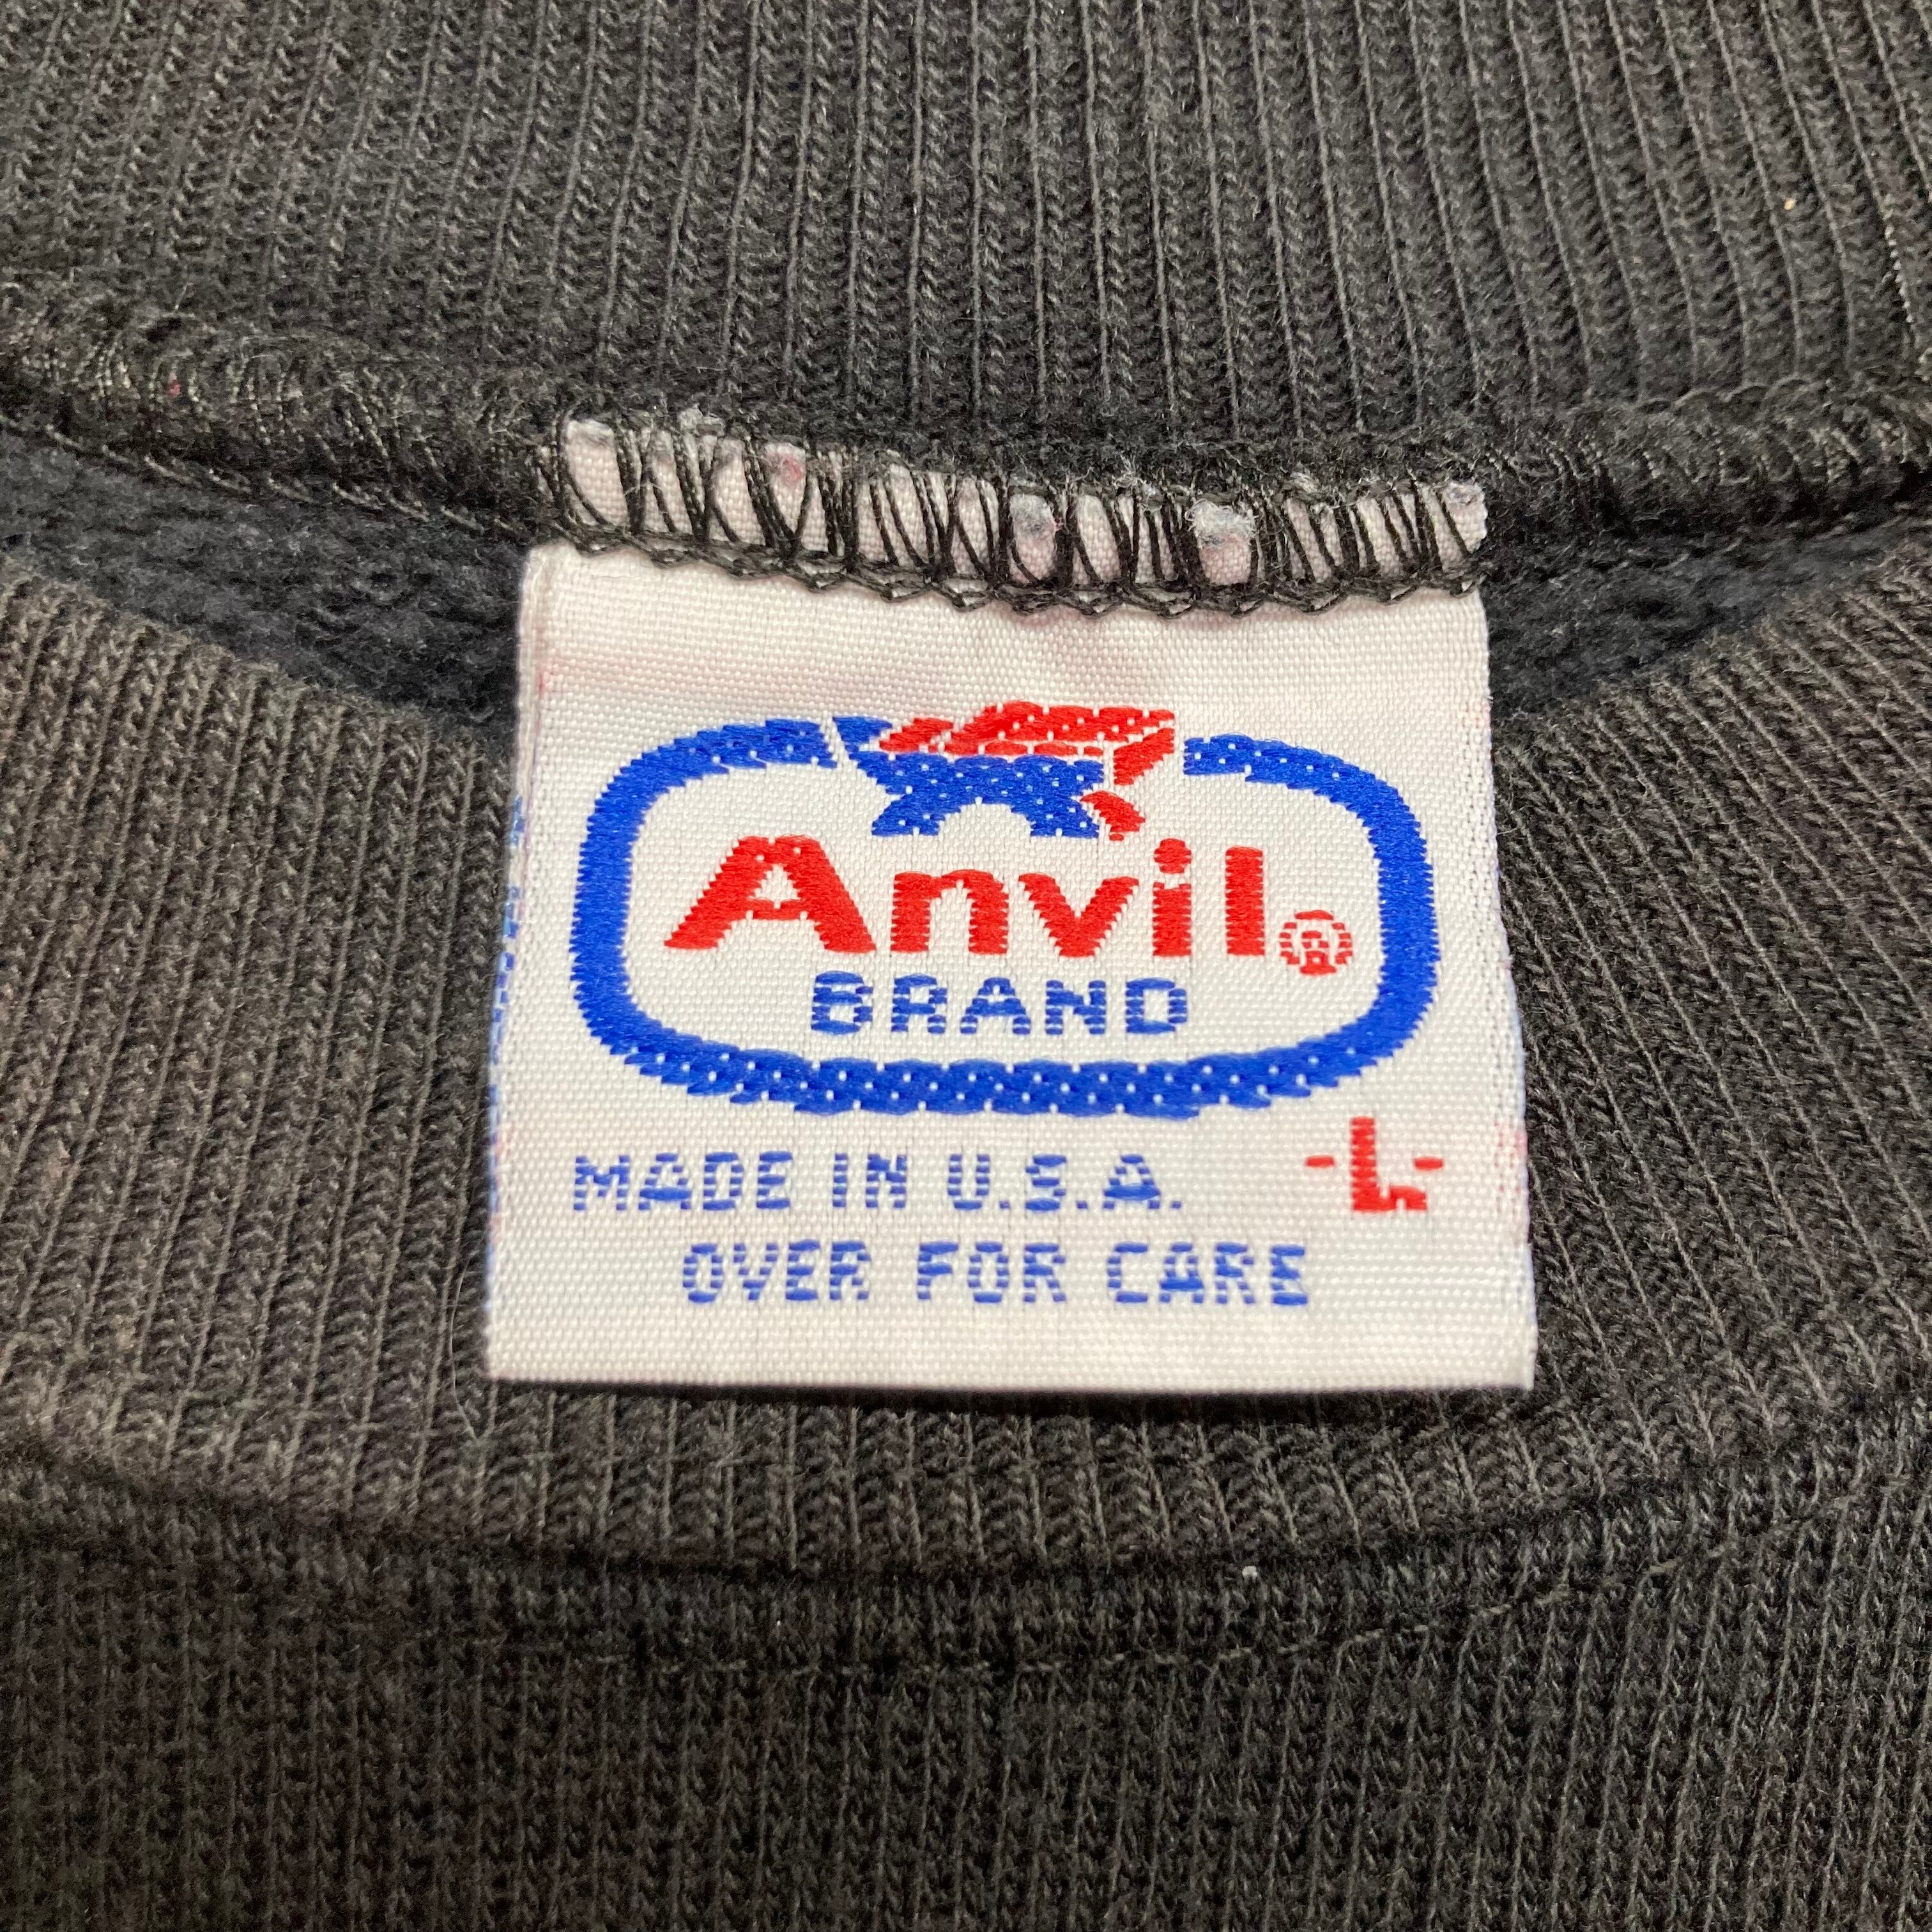 Anvil®
BRAND
MADE IN U.S.A. -L-
OVER FOR CARE